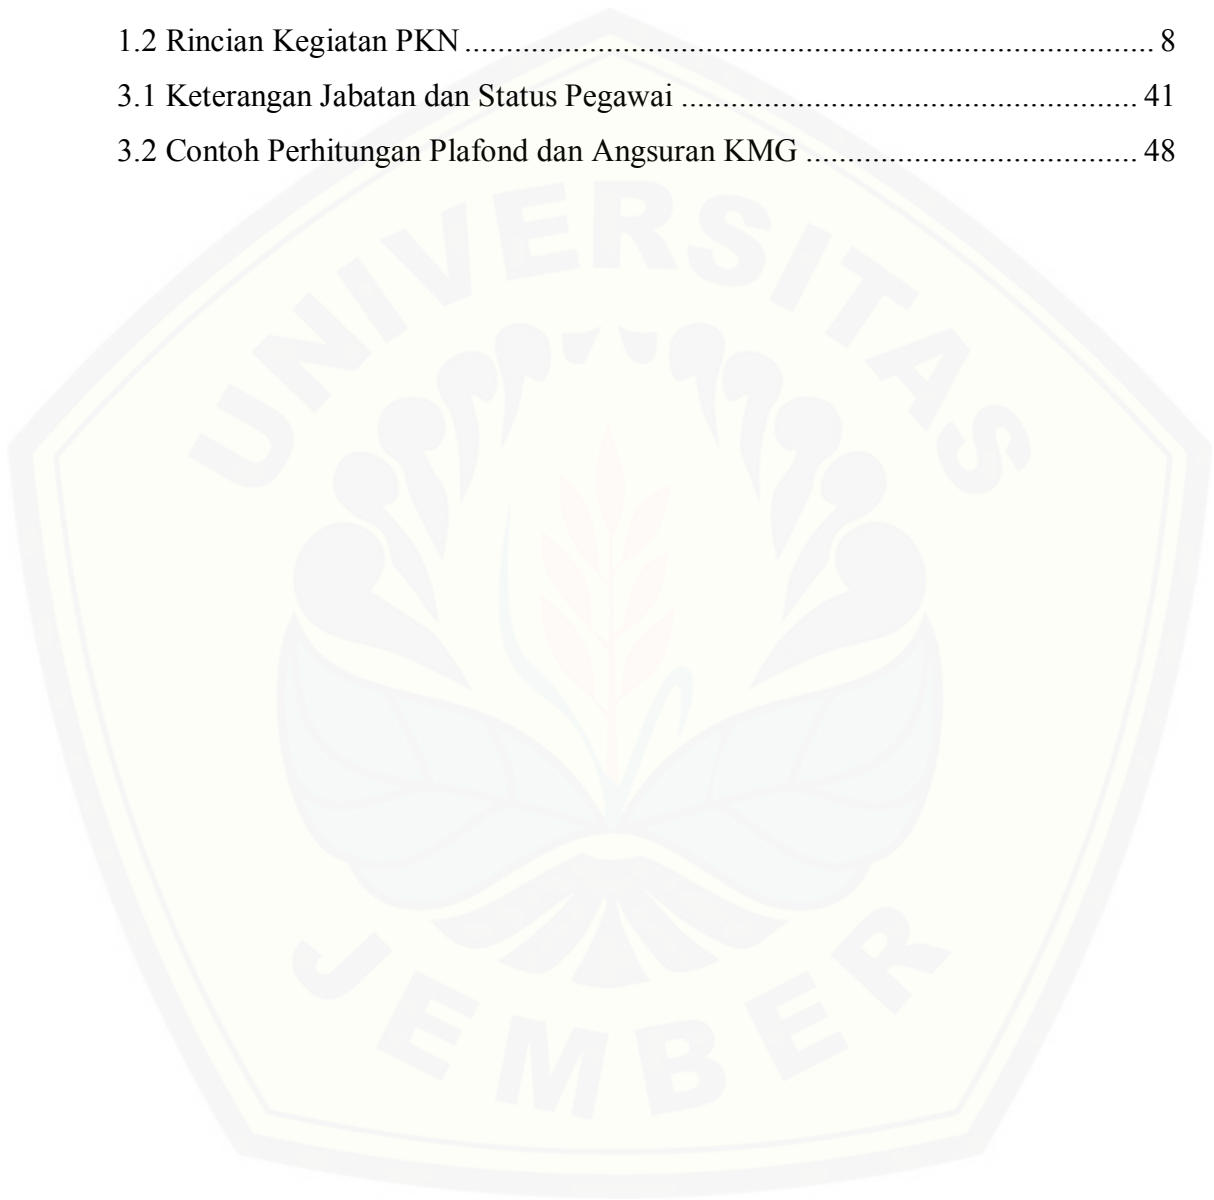 1.2 Rincian Kegiatan PKN ................................................................................... 8
3.1 Keterangan Jabatan dan Status Pegawai ....................................................... 41
3.2 Contoh Perhitungan Plafond dan Angsuran KMG ........................................ 48
UNIVERSITAS
JEMBER